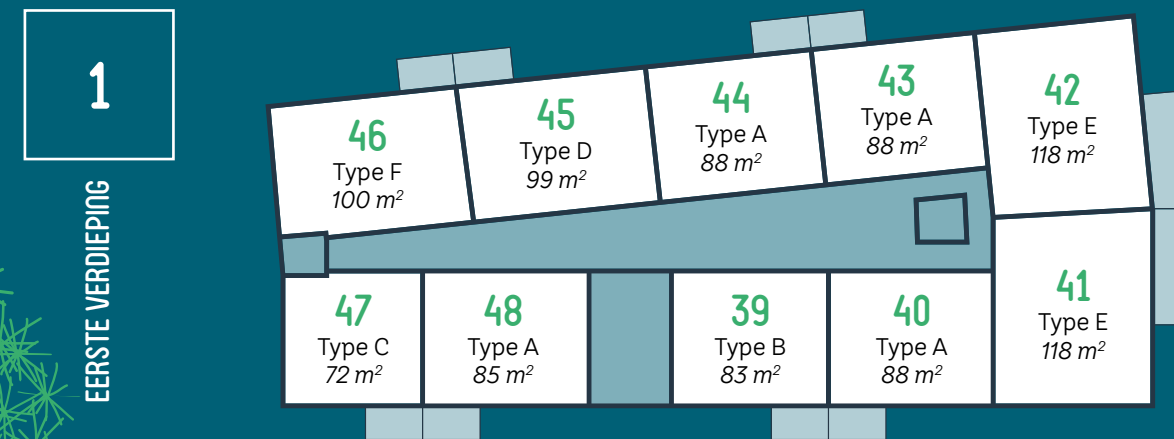 1
EERSTE VERDIEPING
46
Type F
100 m²
45
Type D
99 m²
44
Type A
88 m²
43
Type A
88 m²
42
Type E
118 m²
47
Type C
72 m²
48
Type A
85 m²
39
Type B
83 m²
40
Type A
88 m²
41
Type E
118 m²